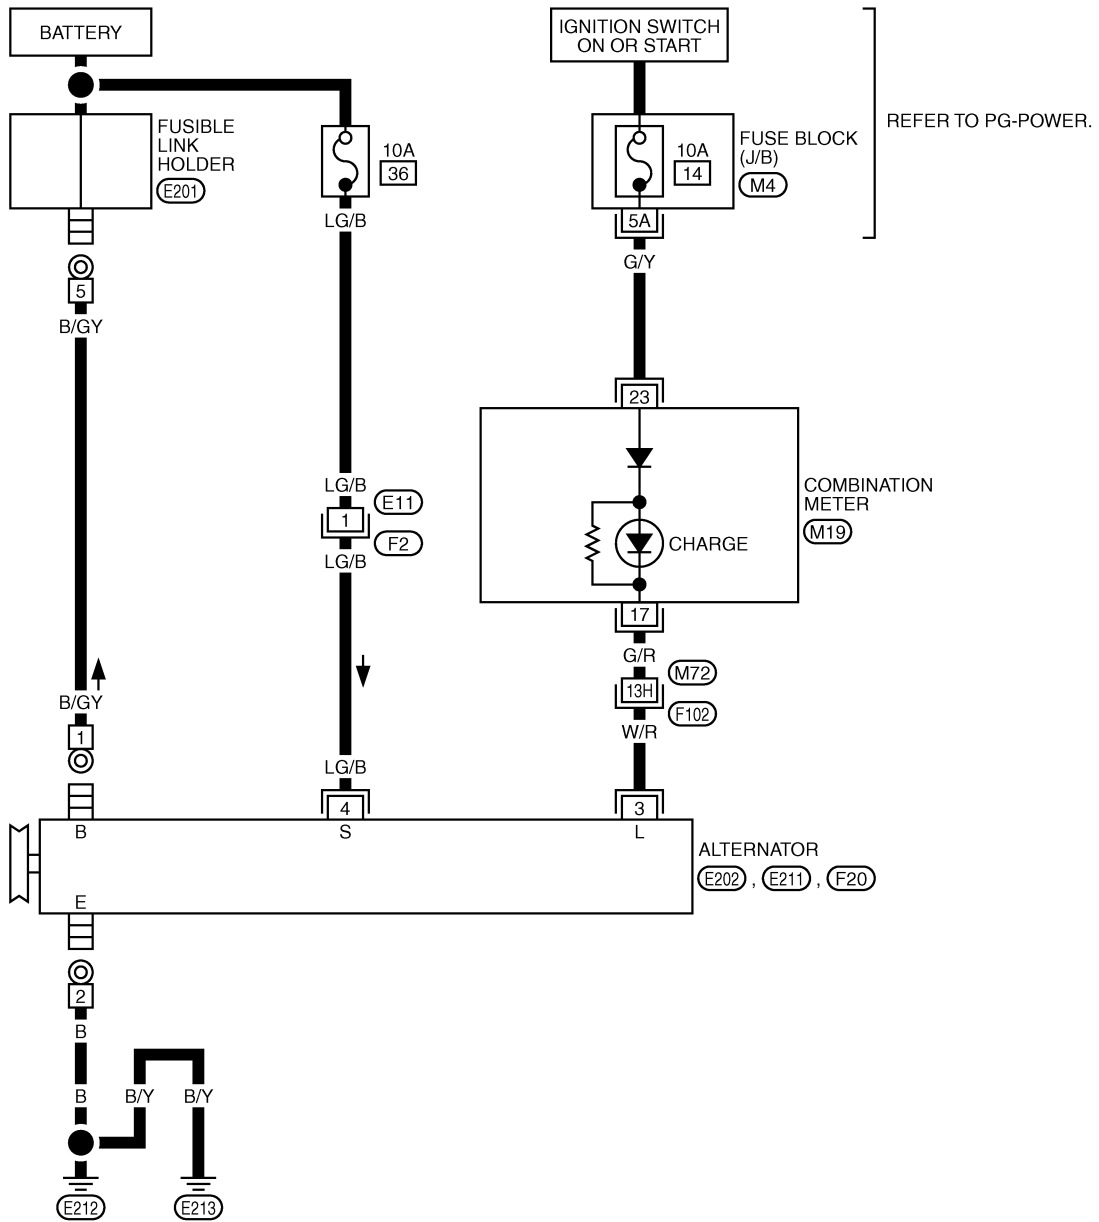 BATTERY
IGNITION SWITCH
ON OR START
REFER TO PG-POWER.
FUSIBLE
LINK
HOLDER
E201
10A
36
10A
14
FUSE BLOCK
(J/B)
M4
LG/B
5A
G/Y
5
B/GY
23
COMBINATION
METER
M19
CHARGE
LG/B
E11
1
F2
LG/B
17
G/R
M72
13H
F102
W/R
B/GY
1
LG/B
4
3
B
S
L
ALTERNATOR
E202 , E211 , F20
E
2
B
B
B/Y
B/Y
E212
E213